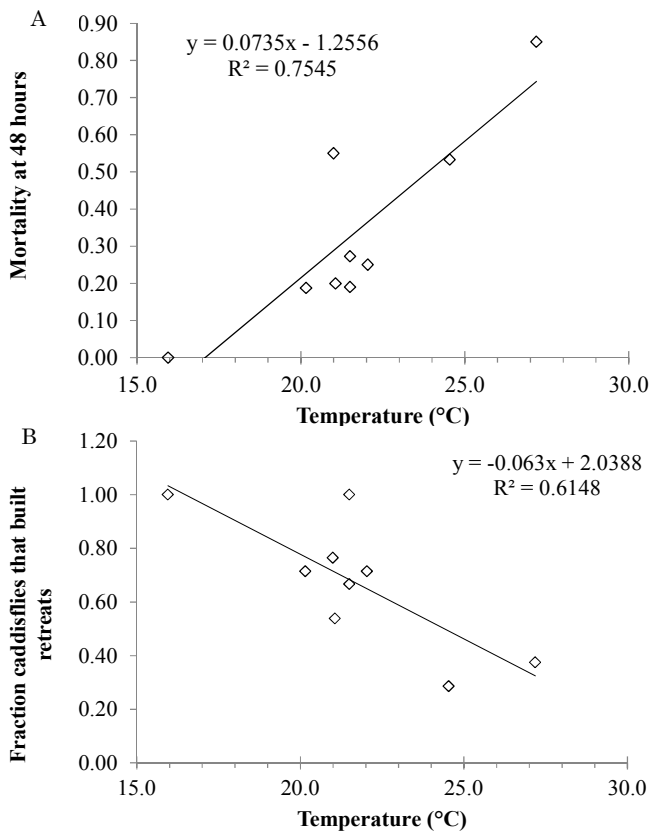 A
y = 0.0735x - 1.2556
R² = 0.7545
Mortality at 48 hours
0.90
0.80
0.70
0.60
0.50
0.40
0.30
0.20
0.10
0.00
15.0 20.0 25.0 30.0
Temperature (°C)
B
y = -0.063x + 2.0388
R² = 0.6148
Fraction caddisflies that built
retreats
1.20
1.00
0.80
0.60
0.40
0.20
0.00
15.0 20.0 25.0 30.0
Temperature (°C)